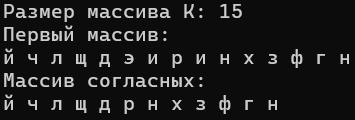 Размер массива К: 15
Первый массив:
й ч л щ д э и р и н х з ф г н
Массив согласных:
й ч л щ д р н х з ф г н